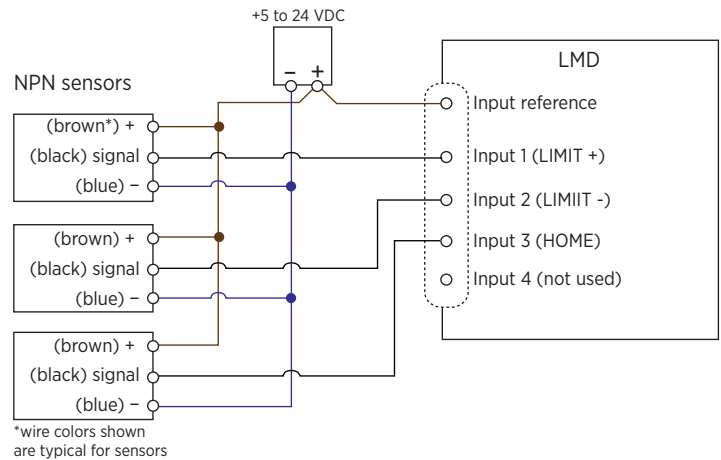 +5 to 24 VDC
– +
NPN sensors
(brown*) +
(black) signal
(blue) –
(brown) +
(black) signal
(blue) –
(brown) +
(black) signal
(blue) –
*wire colors shown
are typical for sensors
LMD
Input reference
Input 1 (LIMIT +)
Input 2 (LIMIIT -)
Input 3 (HOME)
Input 4 (not used)